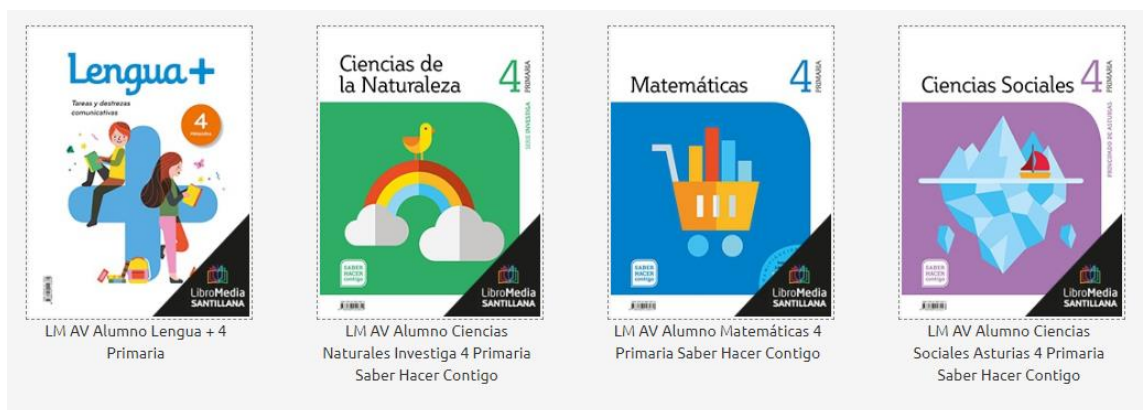 Lengua+
Tareas y destrezas
comunicativas
4
PRIMARIA
LibroMedia
SANTILLANA
LM AV Alumno Lengua + 4
Primaria
Ciencias de
la Naturaleza
4
PRIMARIA
SERIE INVESTIGA
SABER
HACER
contigo
LibroMedia
SANTILLANA
LM AV Alumno Ciencias
Naturales Investiga 4 Primaria
Saber Hacer Contigo
Matemáticas
4
PRIMARIA
SABER
HACER
contigo
LibroMedia
SANTILLANA
LM AV Alumno Matemáticas 4
Primaria Saber Hacer Contigo
Ciencias Sociales
4
PRIMARIA
PRINCIPADO DE ASTURIAS
SABER
HACER
contigo
LibroMedia
SANTILLANA
LM AV Alumno Ciencias
Sociales Asturias 4 Primaria
Saber Hacer Contigo